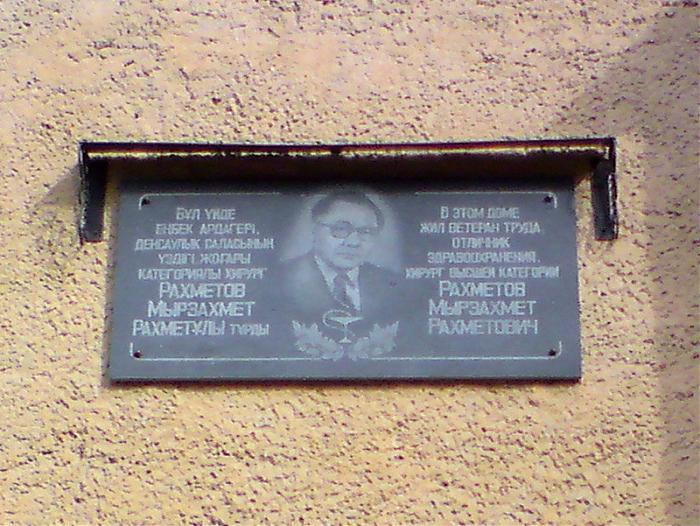 БҰЛ ҮЙДЕ
ЕҢБЕК АРДАГЕРІ,
ДЕНСАУЛЫҚ САЛАСЫНЫҢ
ҮЗДІГІ, ЖОҒАРЫ
КАТЕГОРИЯЛЫ ХИРУРГ
РАХМЕТОВ
МЫРЗАХМЕТ
РАХМЕТҰЛЫ ТҰРДЫ
В ЭТОМ ДОМЕ
ЖИЛ ВЕТЕРАН ТРУДА,
ОТЛИЧНИК
ЗДРАВООХРАНЕНИЯ,
ХИРУРГ ВЫСШЕЙ КАТЕГОРИИ
РАХМЕТОВ
МЫРЗАХМЕТ
РАХМЕТОВИЧ